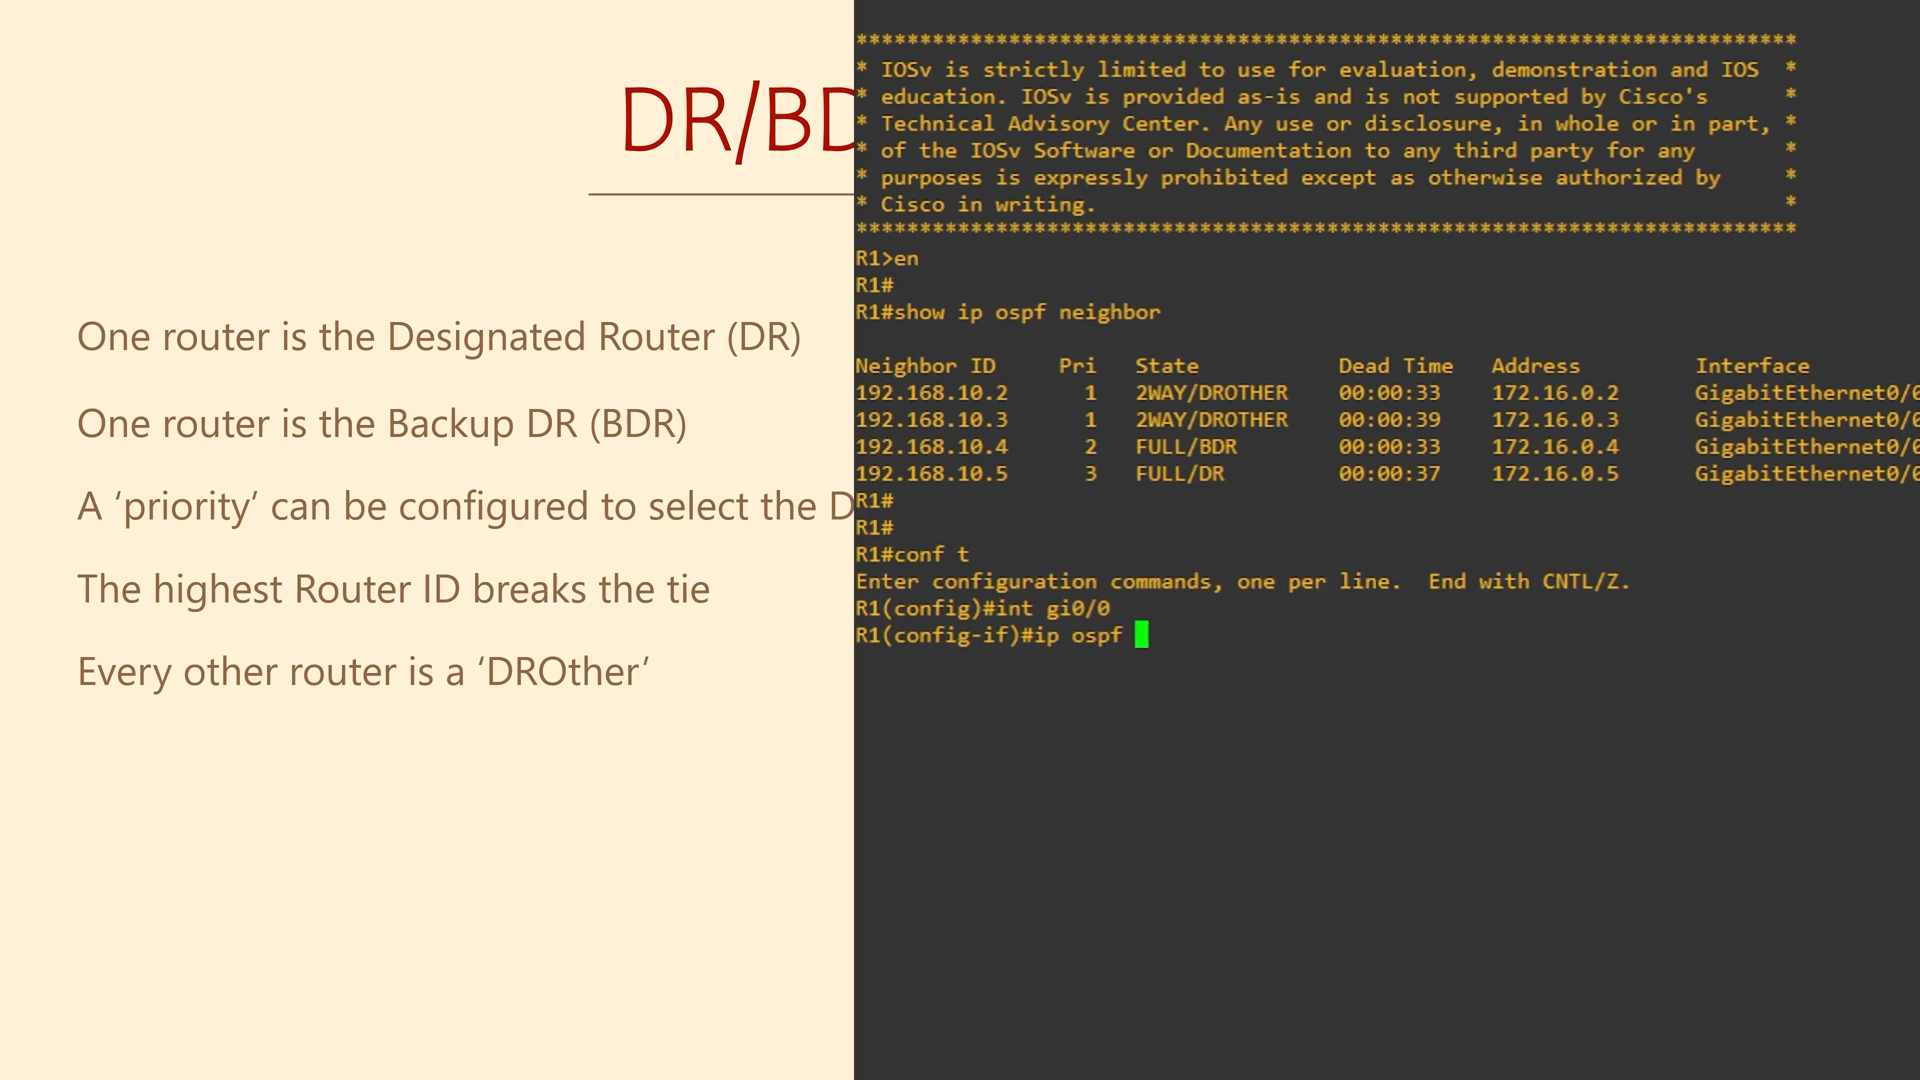 DR/BD
One router is the Designated Router (DR)
One router is the Backup DR (BDR)
A ‘priority’ can be configured to select the D
The highest Router ID breaks the tie
Every other router is a ‘DROther’
**************************************************************************
* IOSv is strictly limited to use for evaluation, demonstration and IOS  *
* education. IOSv is provided as-is and is not supported by Cisco's      *
* Technical Advisory Center. Any use or disclosure, in whole or in part, *
* of the IOSv Software or Documentation to any third party for any       *
* purposes is expressly prohibited except as otherwise authorized by     *
* Cisco in writing.                                                      *
**************************************************************************
R1>en
R1#
R1#show ip ospf neighbor
Neighbor ID     Pri   State           Dead Time   Address         Interface
192.168.10.2      1   2WAY/DROTHER    00:00:33    172.16.0.2      GigabitEthernet0/0
192.168.10.3      1   2WAY/DROTHER    00:00:39    172.16.0.3      GigabitEthernet0/0
192.168.10.4      2   FULL/BDR        00:00:33    172.16.0.4      GigabitEthernet0/0
192.168.10.5      3   FULL/DR         00:00:37    172.16.0.5      GigabitEthernet0/0
R1#
R1#
R1#conf t
Enter configuration commands, one per line.  End with CNTL/Z.
R1(config)#int gi0/0
R1(config-if)#ip ospf